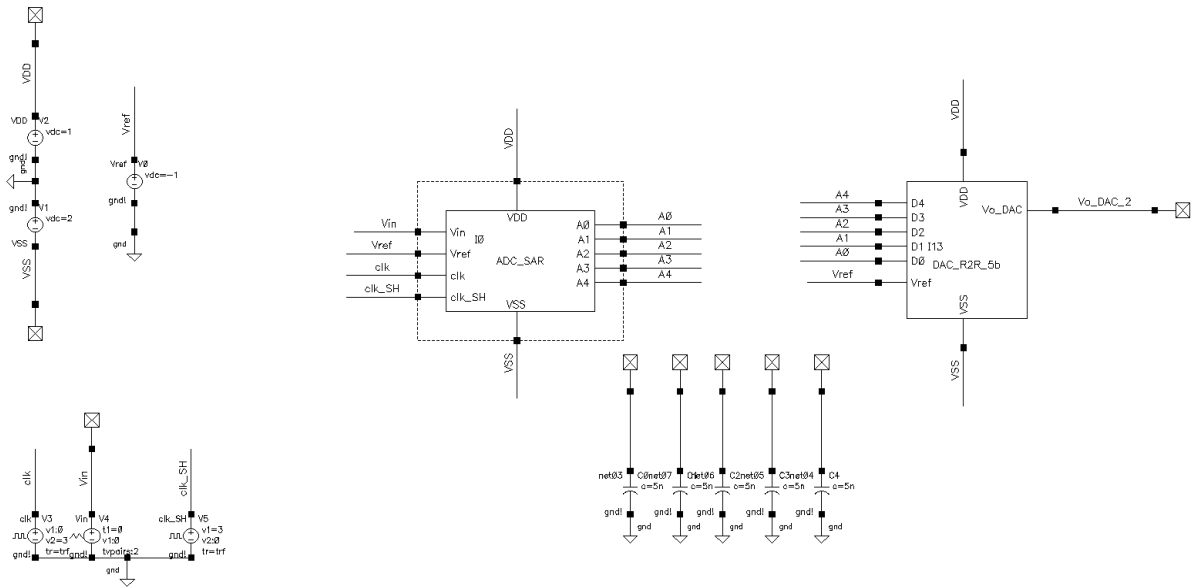 VDD
VDD
V2
vdc=1
gnd!
gnd
gnd!
V1
vdc=2
VSS
VSS
Vref
Vref
V0
vdc=-1
gnd!
gnd
clk
clk
V3
v1:0
v2=3
tr=trf
gnd!
Vin
Vin
V4
t1=0
v1:0
tvpairs:2
gnd!
clk_SH
clk_SH
V5
v1=3
v2:0
tr=trf
gnd!
gnd
VDD
VDD
Vin
Vref
clk
clk_SH
Vin
Vref
clk
clk_SH
I0
ADC_SAR
A0
A1
A2
A3
A4
A0
A1
A2
A3
A4
VSS
VSS
net03
C0
net07
net06
C2
net05
C3
net04
C4
c=5n
c=5n
c=5n
c=5n
c=5n
gnd!
gnd!
gnd!
gnd!
gnd!
gnd
gnd
gnd
gnd
gnd
VDD
VDD
A4
A3
A2
A1
A0
Vref
D4
D3
D2
D1
I13
D0
Vref
DAC_R2R_5b
Vo_DAC
Vo_DAC_2
VSS
VSS